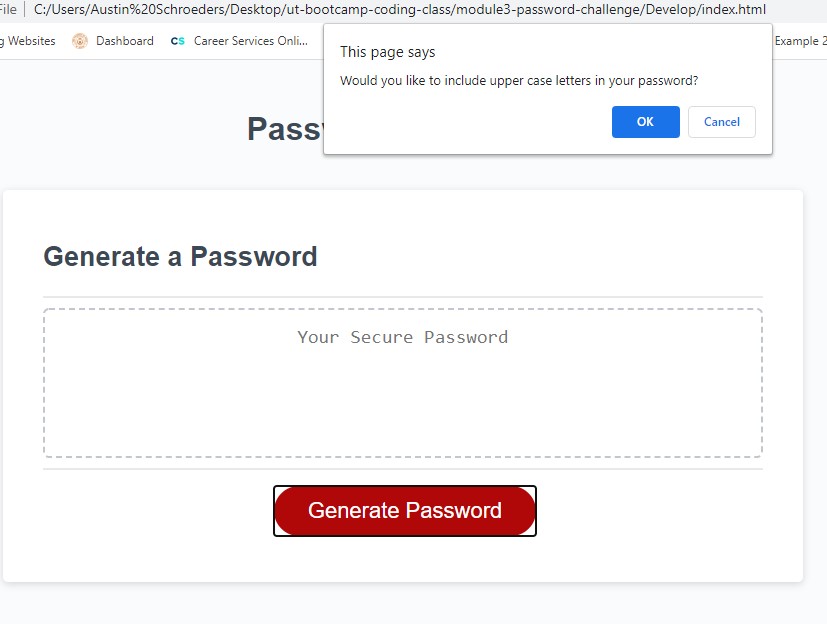 File C:/Users/Austin%20Schroeders/Desktop/ut-bootcamp-coding-class/module3-password-challenge/Develop/index.html
Websites Dashboard CS Career Services Onli... Example 2
This page says
Would you like to include upper case letters in your password?
OK Cancel
Generate a Password
Your Secure Password
Generate Password